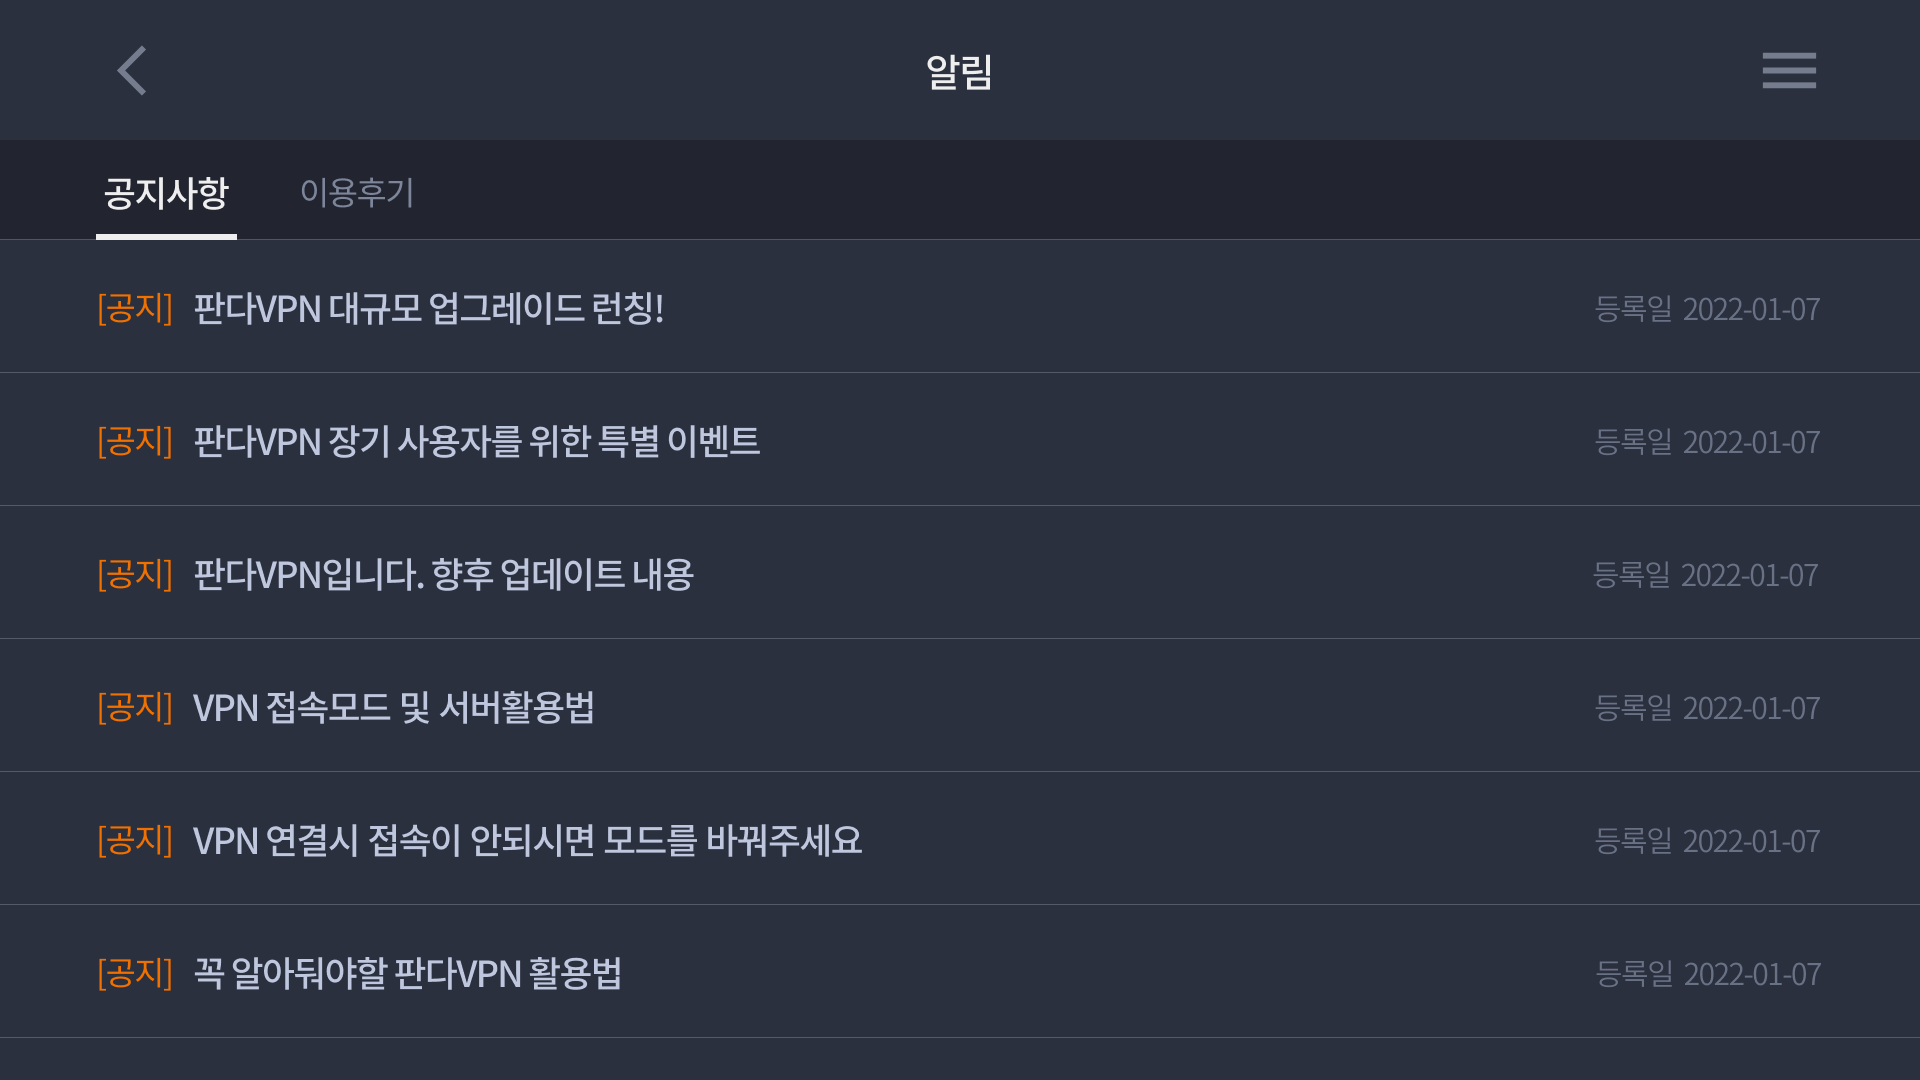 알림
공지사항 이용후기
[공지] 판다VPN 대규모 업그레이드 런칭! 등록일 2022-01-07
[공지] 판다VPN 장기 사용자를 위한 특별 이벤트 등록일 2022-01-07
[공지] 판다VPN입니다. 향후 업데이트 내용 등록일 2022-01-07
[공지] VPN 접속모드 및 서버활용법 등록일 2022-01-07
[공지] VPN 연결시 접속이 안되시면 모드를 바꿔주세요 등록일 2022-01-07
[공지] 꼭 알아둬야할 판다VPN 활용법 등록일 2022-01-07